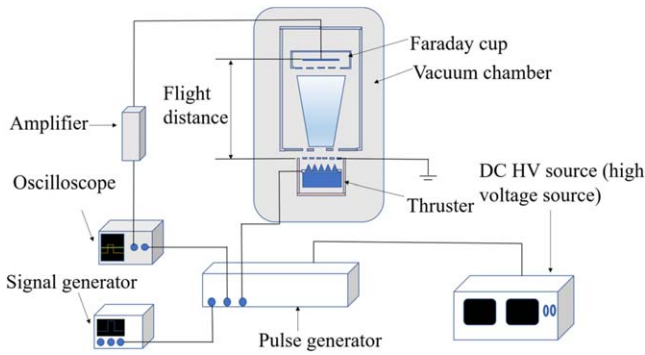 Faraday cup
Vacuum chamber
Flight
distance
Amplifier
DC HV source (high
voltage source)
Thruster
Oscilloscope
Signal generator
Pulse generator